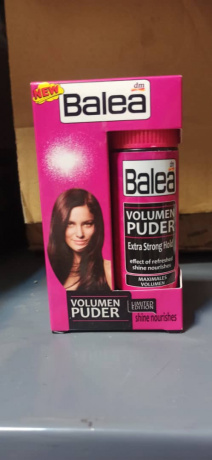 NEW
dm
Balea
Balea
VOLUMEN
PUDER
Extra Strong Hold
effect of refreshed
shine nourishes
MAXIMALES
VOLUMEN
VOLUMEN
PUDER
LIMITED
EDITION
shine nourishes